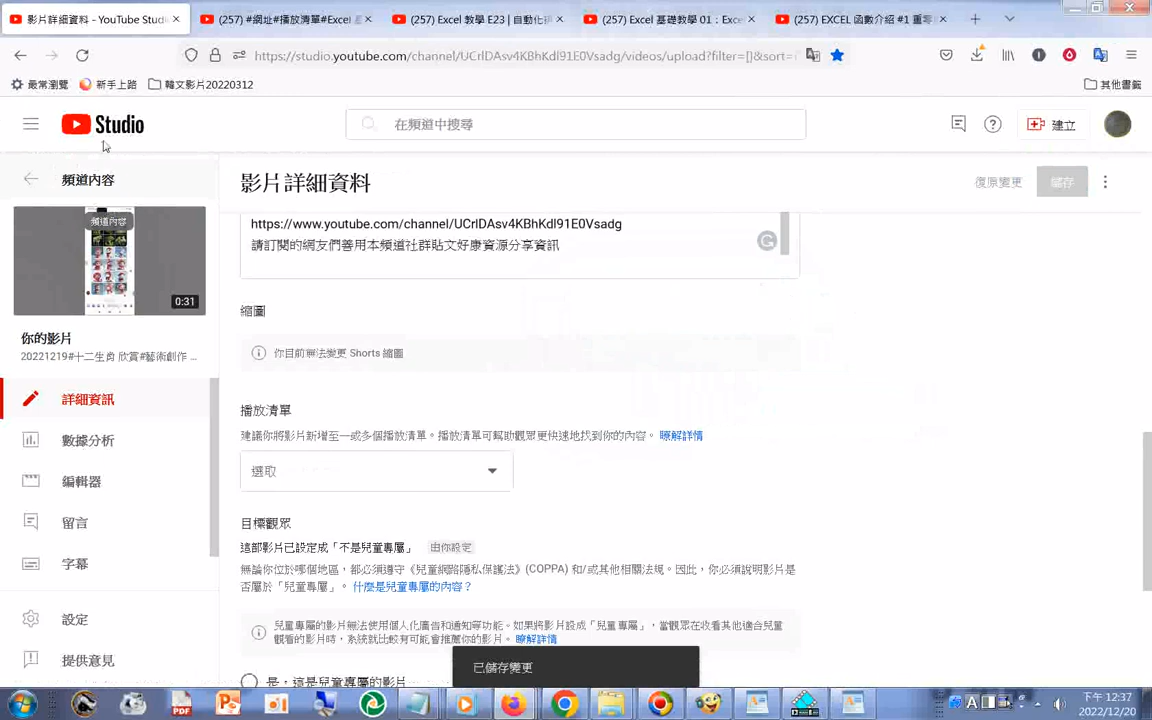 影片詳細資料 - YouTube Studi
(257) #網址#播放清單#Excel
(257) Excel 教學 E23 | 自動化
(257) Excel 基礎教學 01：Exc
(257) EXCEL 函數介紹 #1 重零
https://studio.youtube.com/channel/UCrlDAsv4KBhKdl91E0Vsadg/videos/upload?filter=[]&sort=
最常瀏覽
新手上路
韓文影片20220312
其他書籤
Studio
在頻道中搜尋
建立
頻道內容
影片詳細資料
復原變更
儲存
頻道內容
0:31
https://www.youtube.com/channel/UCrlDAsv4KBhKdl91E0Vsadg
請訂閱的網友們善用本頻道社群貼文好康資源分享資訊
縮圖
你的影片
20221219#十二生肖 欣賞#藝術創作 ...
你目前無法變更 Shorts 縮圖
詳細資訊
播放清單
數據分析
建議你將影片新增至一或多個播放清單。播放清單可幫助觀眾更快速地找到你的內容。 瞭解詳情
編輯器
選取
留言
目標觀眾
這部影片已設定成「不是兒童專屬」 由你設定
字幕
無論你位於哪個地區，都必須遵守《兒童網路隱私保護法》(COPPA) 和/或其他相關法規。因此，你必須說明影片是
否屬於「兒童專屬」。 什麼是兒童專屬的內容？
設定
兒童專屬的影片無法使用個人化廣告和通知等功能。如果將影片設成「兒童專屬」，當觀眾在收看其他適合兒童
觀看的影片時，系統就比較有可能會推薦你的影片。 瞭解詳情
提供意見
已儲存變更
是，這是兒童專屬的影片
PDF
A
下午 12:37
2022/12/20